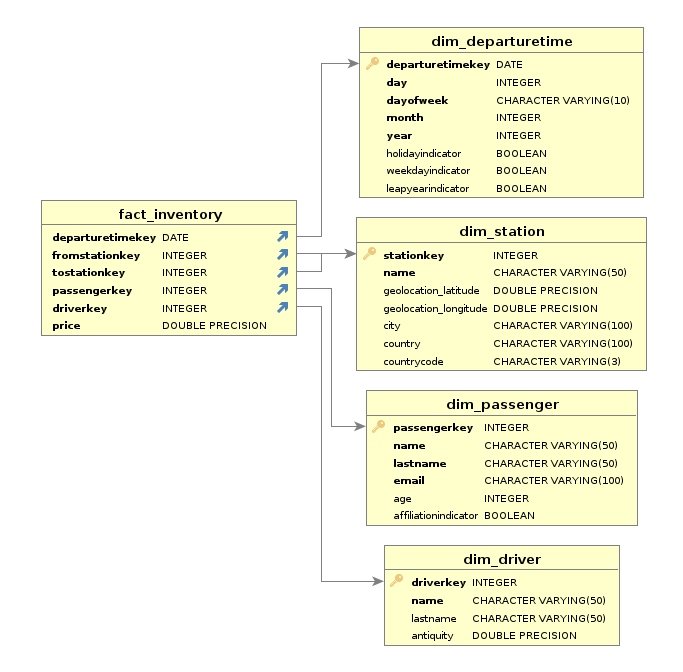 fact_inventory
departuretimekey DATE
fromstationkey INTEGER
tostationkey INTEGER
passengerkey INTEGER
driverkey INTEGER
price DOUBLE PRECISION
dim_departuretime
departuretimekey DATE
day INTEGER
dayofweek CHARACTER VARYING(10)
month INTEGER
year INTEGER
holidayindicator BOOLEAN
weekdayindicator BOOLEAN
leapyearindicator BOOLEAN
dim_station
stationkey INTEGER
name CHARACTER VARYING(50)
geolocation_latitude DOUBLE PRECISION
geolocation_longitude DOUBLE PRECISION
city CHARACTER VARYING(100)
country CHARACTER VARYING(100)
countrycode CHARACTER VARYING(3)
dim_passenger
passengerkey INTEGER
name CHARACTER VARYING(50)
lastname CHARACTER VARYING(50)
email CHARACTER VARYING(100)
age INTEGER
affiliationindicator BOOLEAN
dim_driver
driverkey INTEGER
name CHARACTER VARYING(50)
lastname CHARACTER VARYING(50)
antiquity DOUBLE PRECISION